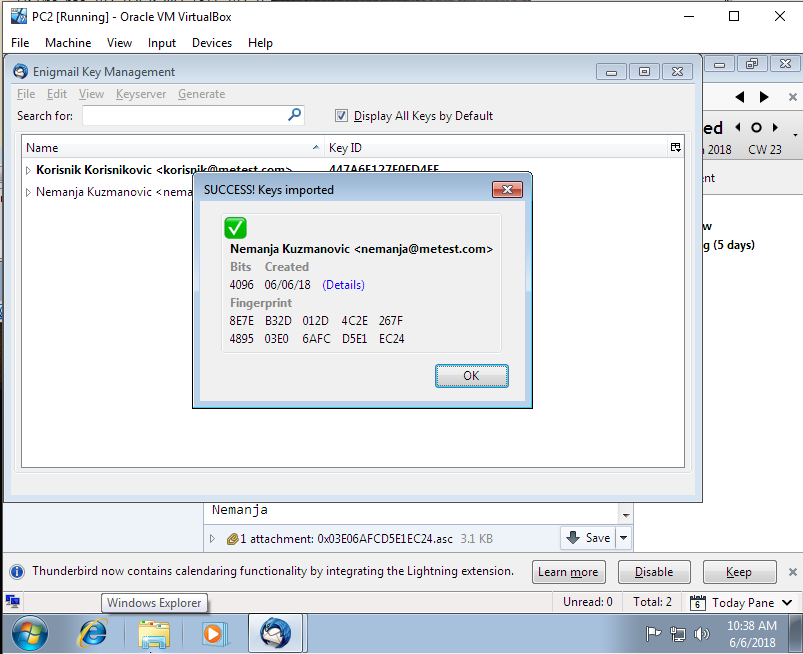 PC2 [Running] - Oracle VM VirtualBox
File Machine View Input Devices Help
Enigmail Key Management
File Edit View Keyserver Generate
Search for: Display All Keys by Default
Name Key ID
Korisnik Korisnikovic <korisnik@metest.com> 447A6F127F0FD4FF
Nemanja Kuzmanovic <nema
SUCCESS! Keys imported
Nemanja Kuzmanovic <nemanja@metest.com>
Bits Created
4096 06/06/18 (Details)
Fingerprint
8E7E B32D 012D 4C2E 267F
4895 03E0 6AFC D5E1 EC24
OK
ed
2018 CW 23
ent
w
g (5 days)
Nemanja
1 attachment: 0x03E06AFCD5E1EC24.asc 3.1 KB Save
Thunderbird now contains calendaring functionality by integrating the Lightning extension. Learn more Disable Keep
Windows Explorer Unread: 0 Total: 2 6 Today Pane
10:38 AM
6/6/2018